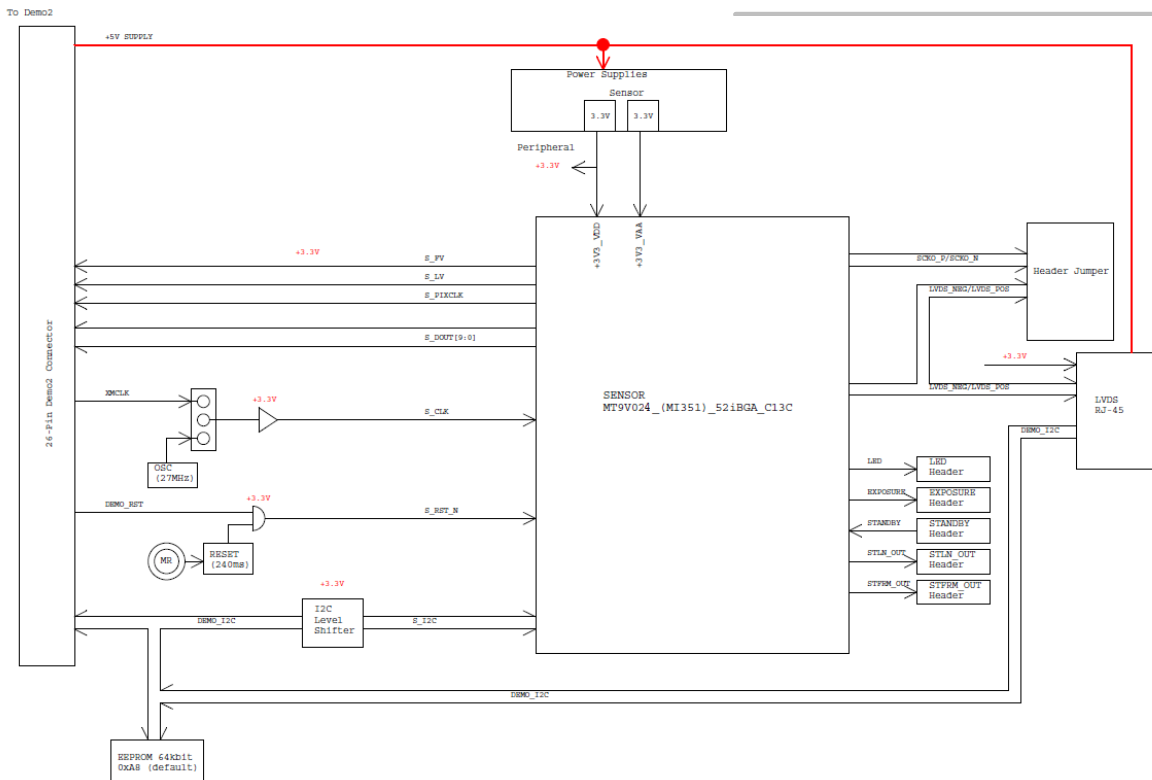 To Demo2
+5V SUPPLY
Power Supplies
Sensor
3.3V
3.3V
Peripheral
+3.3V
+3V3_VDD
+3V3_VAA
26-Pin Demo2 Connector
+3.3V
S_FV
S_LV
S_PIXCLK
S_DOUT[9:0]
SCKO_P/SCKO_N
Header Jumper
LVDS_NEG/LVDS_POS
+3.3V
LVDS_NEG/LVDS_POS
LVDS
RJ-45
DEMO_I2C
XMCLK
+3.3V
S_CLK
OSC
(27MHz)
SENSOR
MT9V024_(MI351)_52iBGA_C13C
LED
LED
Header
EXPOSURE
EXPOSURE
Header
STANDBY
STANDBY
Header
STLN_OUT
STLN_OUT
Header
STFRM_OUT
STFRM_OUT
Header
DEMO_RST
+3.3V
S_RST_N
MR
RESET
(240ms)
+3.3V
I2C
Level
Shifter
DEMO_I2C
S_I2C
DEMO_I2C
EEPROM 64kbit
0xA8 (default)